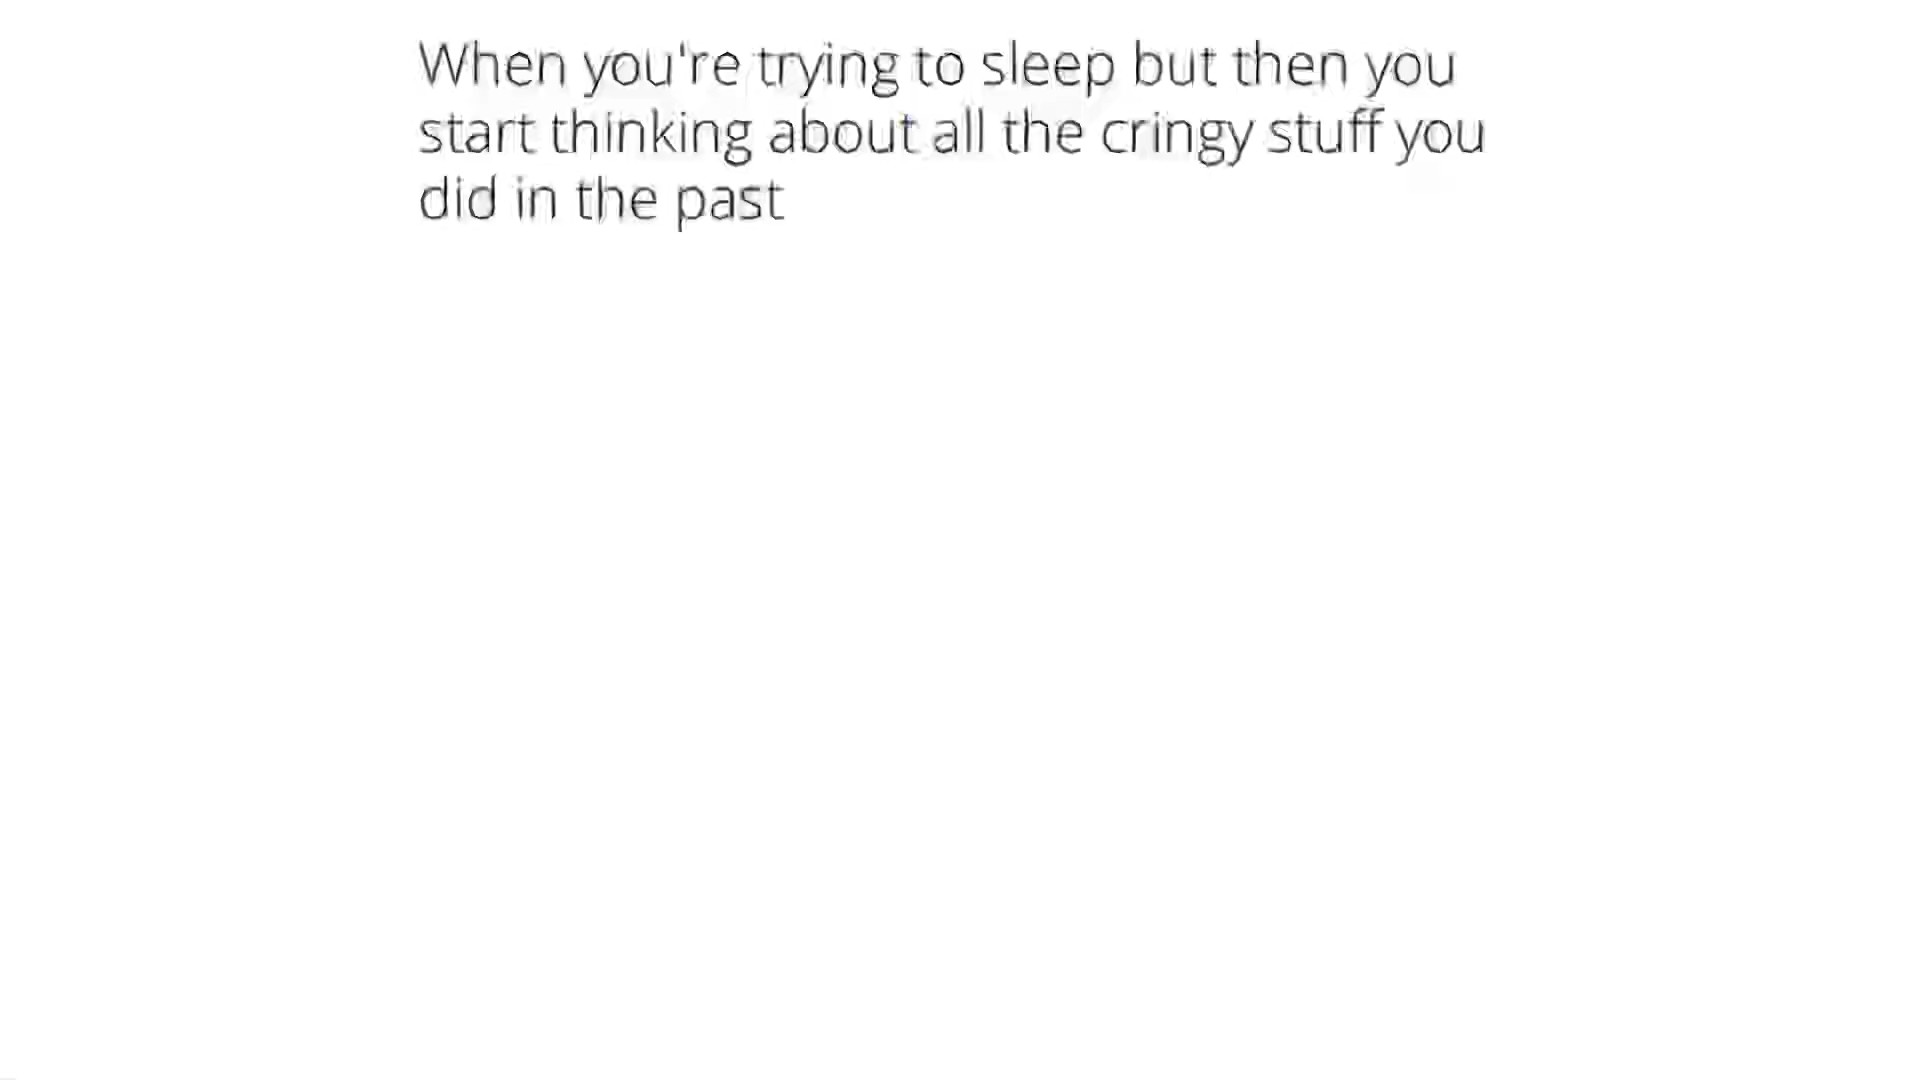 When you're trying to sleep but then you
start thinking about all the cringy stuff you
did in the past